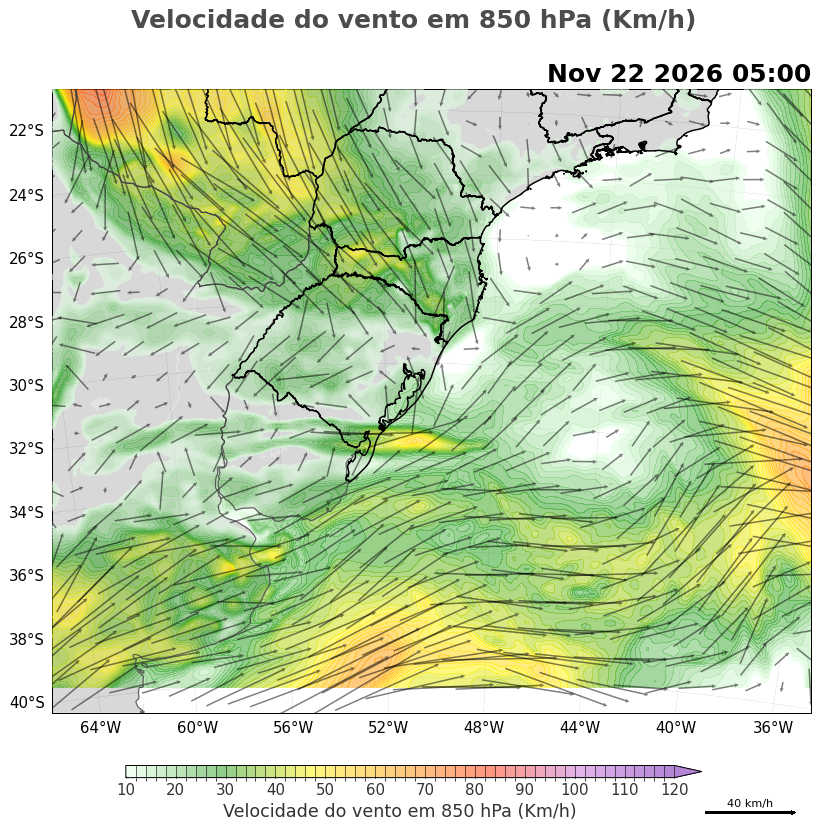 Velocidade do vento em 850 hPa (Km/h)
Nov 22 2026 05:00
22°S
24°S
26°S
28°S
30°S
32°S
34°S
36°S
38°S
40°S
64°W 60°W 56°W 52°W 48°W 44°W 40°W 36°W
10 20 30 40 50 60 70 80 90 100 110 120
Velocidade do vento em 850 hPa (Km/h)
40 km/h